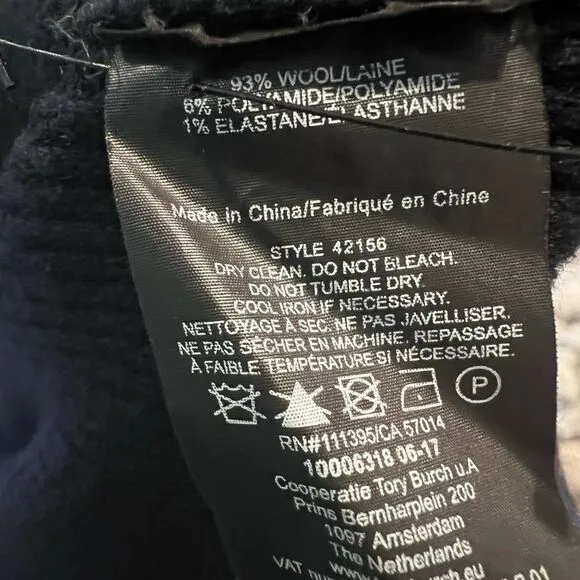 93% WOOL/LAINE
6% POLYAMIDE/POLYAMIDE
1% ELASTANE/ELASTHANNE
Made in China/Fabriqué en Chine
STYLE 42156
DRY CLEAN. DO NOT BLEACH.
DO NOT TUMBLE DRY.
COOL IRON IF NECESSARY.
NETTOYAGE À SEC. NE PAS JAVELLISER.
NE PAS SÉCHER EN MACHINE. REPASSAGE
À FAIBLE TEMPÉRATURE SI NÉCESSAIRE.
P
RN#111395/CA 57014
10006318 06-17
Cooperatie Tory Burch u.A
Prins Bernharplein 200
1097 Amsterdam
The Netherlands
burch.eu
VAT